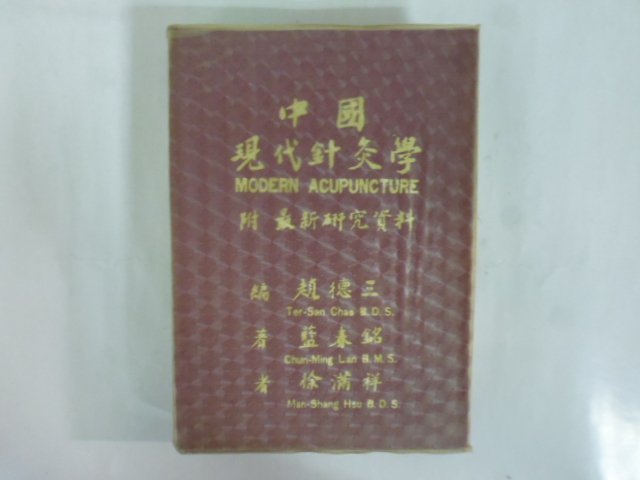 中國
現代針灸學
MODERN ACUPUNCTURE
附 最新研究資料
編 趙德三
Ter-San Chao B.D.S.
著 藍春銘
Chun-Ming Lan B.M.S.
者 徐滿祥
Man-Shang Hsu B.D.S.